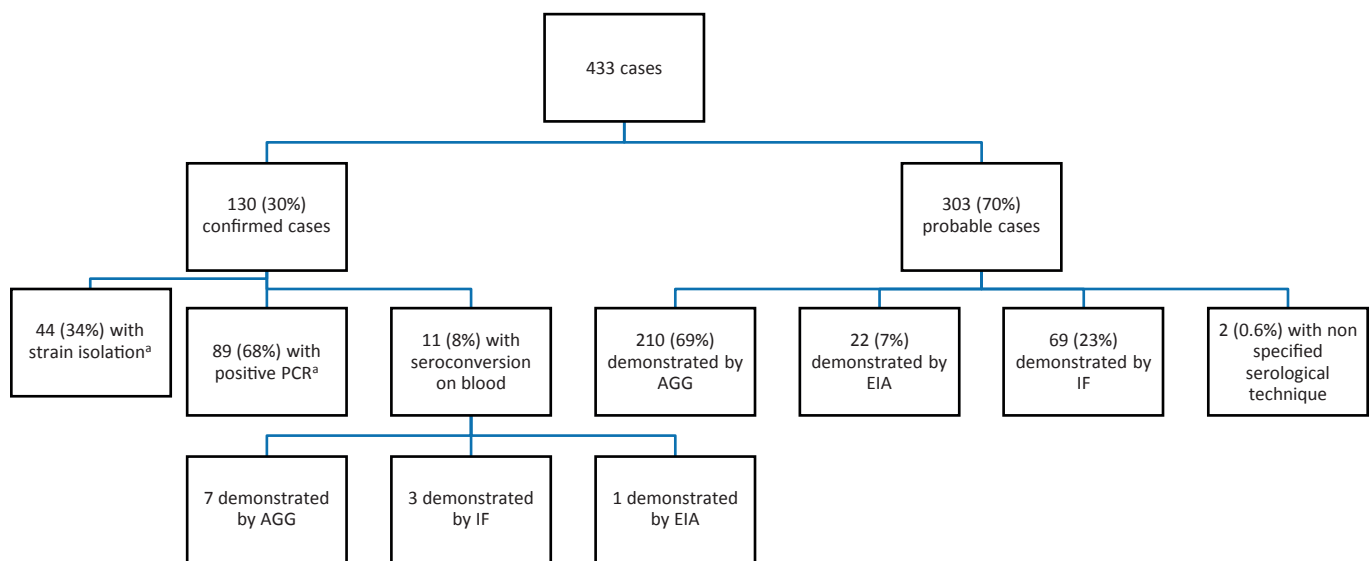 433 cases
130 (30%)
confirmed cases
303 (70%)
probable cases
44 (34%) with
strain isolationᵃ
89 (68%) with
positive PCRᵃ
11 (8%) with
seroconversion
on blood
210 (69%)
demonstrated by
AGG
22 (7%)
demonstrated by
EIA
69 (23%)
demonstrated by
IF
2 (0.6%) with non
specified
serological
technique
7 demonstrated
by AGG
3 demonstrated
by IF
1 demonstrated
by EIA